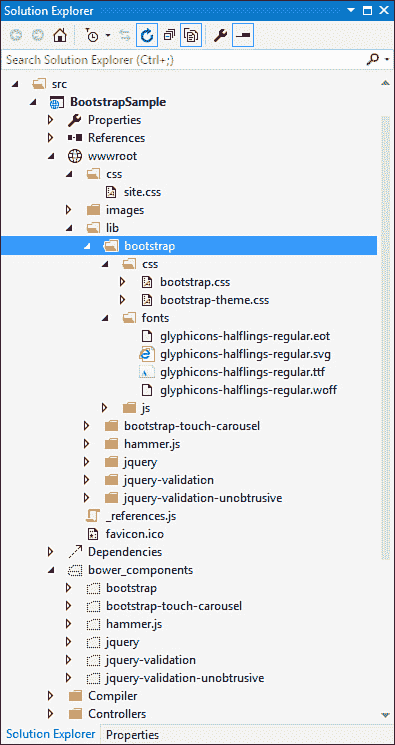 Solution Explorer
Search Solution Explorer (Ctrl+;)
src
BootstrapSample
Properties
References
wwwroot
css
site.css
images
lib
bootstrap
css
bootstrap.css
bootstrap-theme.css
fonts
glyphicons-halflings-regular.eot
glyphicons-halflings-regular.svg
glyphicons-halflings-regular.ttf
glyphicons-halflings-regular.woff
js
bootstrap-touch-carousel
hammer.js
jquery
jquery-validation
jquery-validation-unobtrusive
_references.js
favicon.ico
Dependencies
bower_components
bootstrap
bootstrap-touch-carousel
hammer.js
jquery
jquery-validation
jquery-validation-unobtrusive
Compiler
Controllers
Solution Explorer Properties